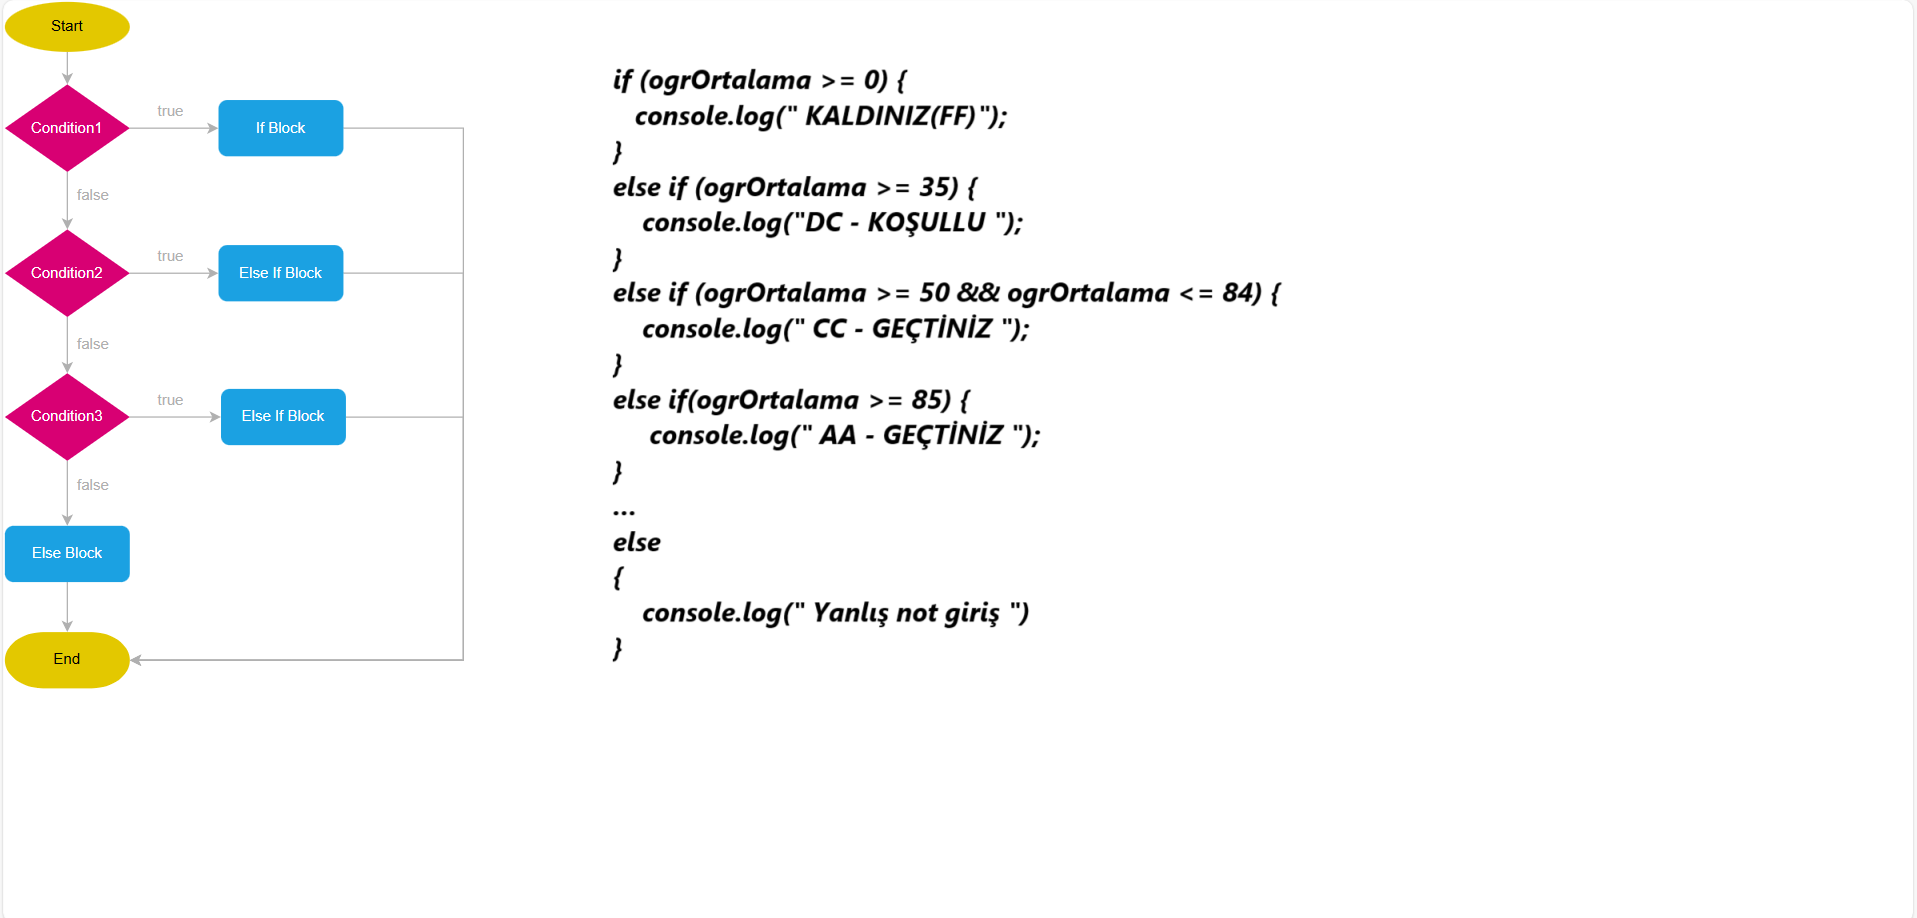 Start
Condition1
true
If Block
false
Condition2
true
Else If Block
false
Condition3
true
Else If Block
false
Else Block
End
if (ogrOrtalama >= 0) {
console.log(" KALDINIZ(FF)");
}
else if (ogrOrtalama >= 35) {
console.log("DC - KOŞULLU ");
}
else if (ogrOrtalama >= 50 && ogrOrtalama <= 84) {
console.log(" CC - GEÇTİNİZ ");
}
else if(ogrOrtalama >= 85) {
console.log(" AA - GEÇTİNİZ ");
}
...
else
{
console.log(" Yanlış not giriş ")
}